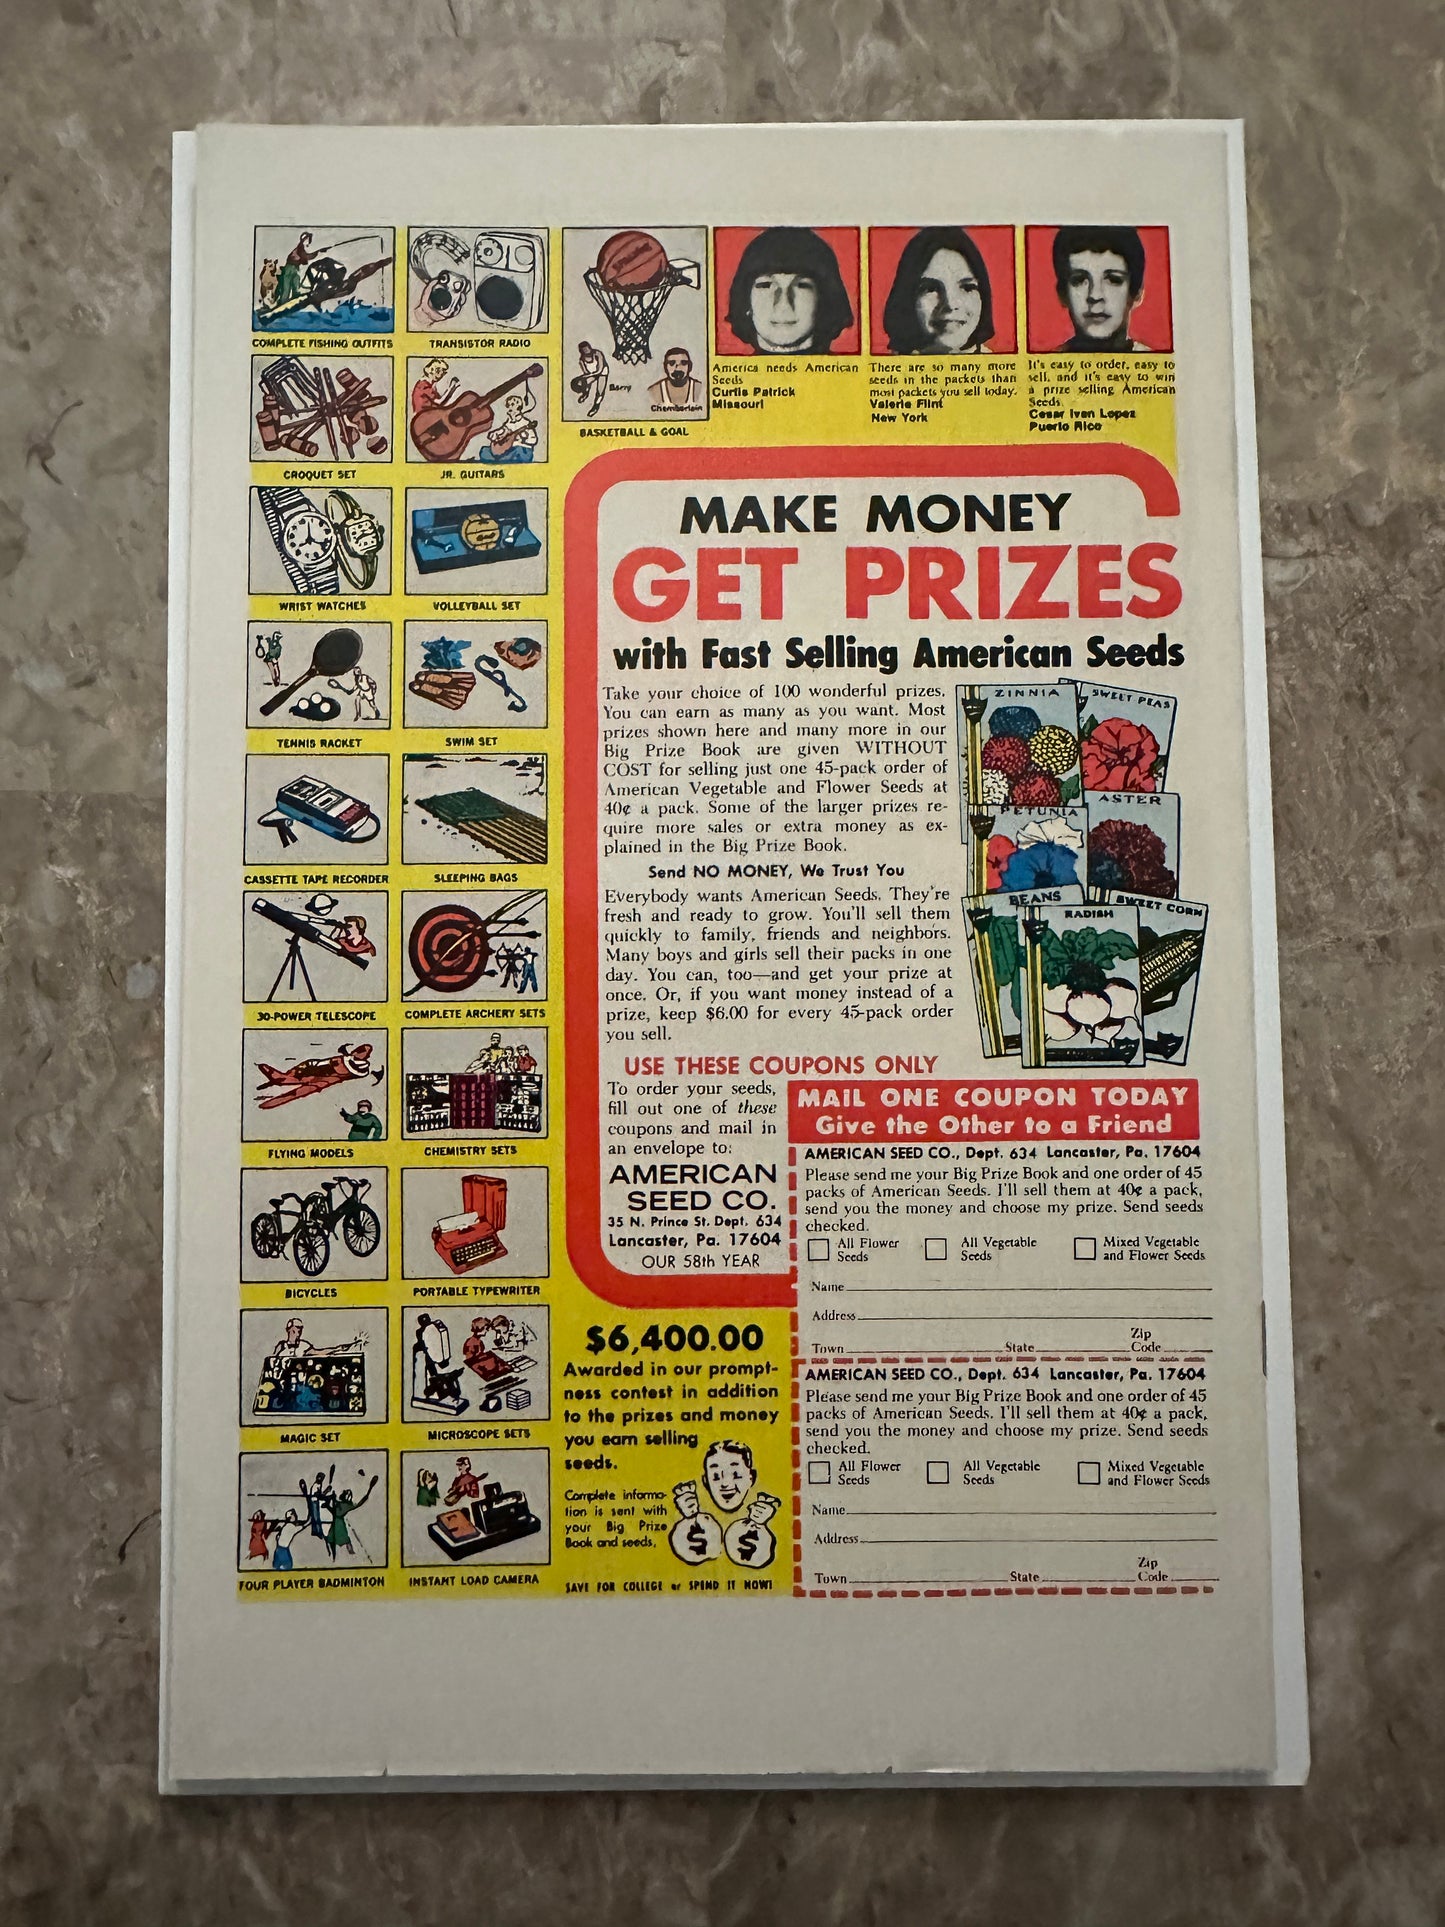 COMPLETE FISHING OUTFITS
TRANSISTOR RADIO
CROQUET SET
JR. GUITARS
WRIST WATCHES
VOLLEYBALL SET
TENNIS RACKET
SWIM SET
CASSETTE TAPE RECORDER
SLEEPING BAGS
30-POWER TELESCOPE
COMPLETE ARCHERY SETS
FLYING MODELS
CHEMISTRY SETS
BICYCLES
PORTABLE TYPEWRITER
MAGIC SET
MICROSCOPE SETS
FOUR PLAYER BADMINTON
INSTANT LOAD CAMERA
Barry
Chamberlain
BASKETBALL & GOAL
America needs American
Seeds
Curtis Patrick
Missouri
There are so many more
seeds in the packets than
most packets you sell today.
Valerie Flint
New York
It's easy to order, easy to
sell, and it's easy to win
a prize selling American
Seeds.
Cesar Ivan Lopez
Puerto Rico
MAKE MONEY
GET PRIZES
with Fast Selling American Seeds
Take your choice of 100 wonderful prizes.
You can earn as many as you want. Most
prizes shown here and many more in our
Big Prize Book are given WITHOUT
COST for selling just one 45-pack order of
American Vegetable and Flower Seeds at
40¢ a pack. Some of the larger prizes re-
quire more sales or extra money as ex-
plained in the Big Prize Book.
Send NO MONEY, We Trust You
Everybody wants American Seeds. They're
fresh and ready to grow. You'll sell them
quickly to family, friends and neighbors.
Many boys and girls sell their packs in one
day. You can, too—and get your prize at
once. Or, if you want money instead of a
prize, keep $6.00 for every 45-pack order
you sell.
ZINNIA
SWEET PEAS
PETUNIA
ASTER
BEANS
RADISH
SWEET CORN
USE THESE COUPONS ONLY
To order your seeds,
fill out one of these
coupons and mail in
an envelope to:
AMERICAN
SEED CO.
35 N. Prince St. Dept. 634
Lancaster, Pa. 17604
OUR 58th YEAR
$6,400.00
Awarded in our prompt-
ness contest in addition
to the prizes and money
you earn selling
seeds.
Complete informa-
tion is sent with
your Big Prize
Book and seeds.
$ $
SAVE FOR COLLEGE or SPEND IT NOW!
MAIL ONE COUPON TODAY
Give the Other to a Friend
AMERICAN SEED CO., Dept. 634 Lancaster, Pa. 17604
Please send me your Big Prize Book and one order of 45
packs of American Seeds. I'll sell them at 40¢ a pack,
send you the money and choose my prize. Send seeds
checked.
All Flower Seeds
All Vegetable Seeds
Mixed Vegetable and Flower Seeds
Name
Address
Town State Zip Code
AMERICAN SEED CO., Dept. 634 Lancaster, Pa. 17604
Please send me your Big Prize Book and one order of 45
packs of American Seeds. I'll sell them at 40¢ a pack,
send you the money and choose my prize. Send seeds
checked.
All Flower Seeds
All Vegetable Seeds
Mixed Vegetable and Flower Seeds
Name
Address
Town State Zip Code